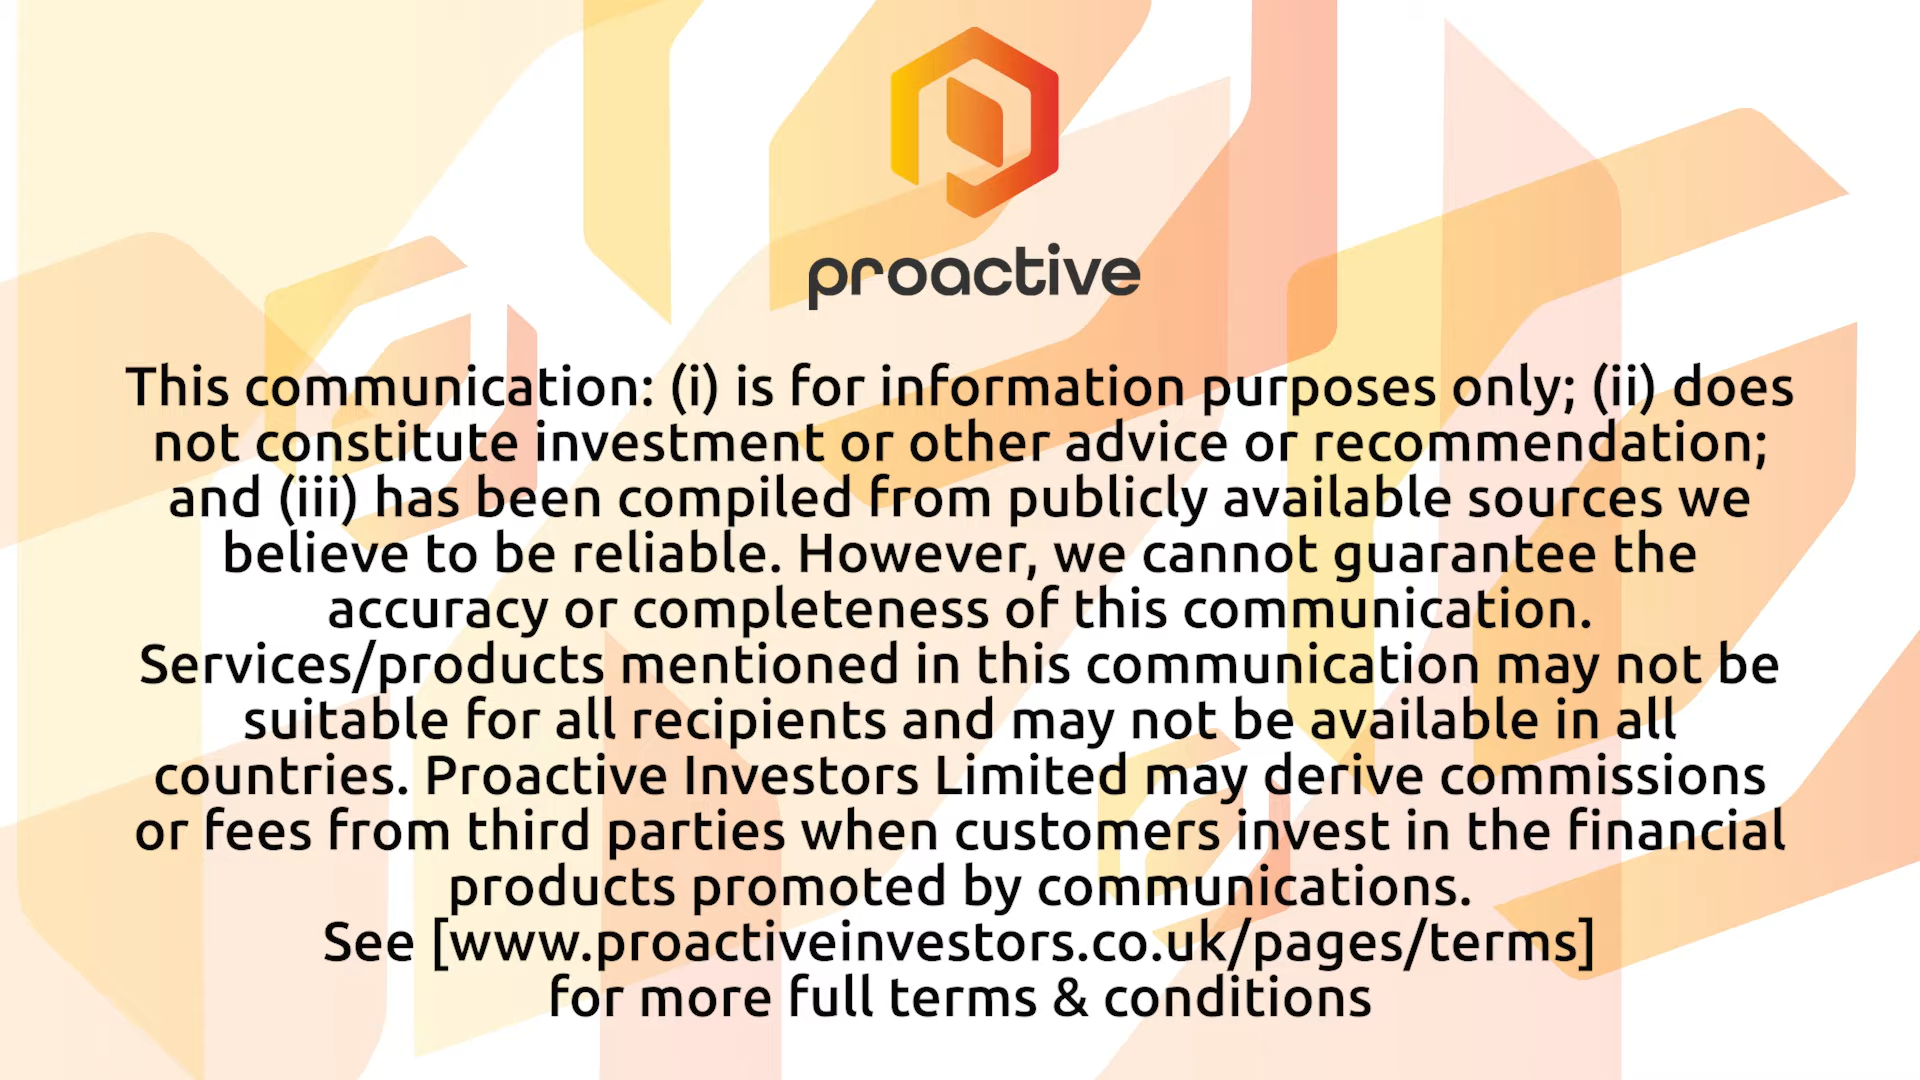 proactive
This communication: (i) is for information purposes only; (ii) does
not constitute investment or other advice or recommendation;
and (iii) has been compiled from publicly available sources we
believe to be reliable. However, we cannot guarantee the
accuracy or completeness of this communication.
Services/products mentioned in this communication may not be
suitable for all recipients and may not be available in all
countries. Proactive Investors Limited may derive commissions
or fees from third parties when customers invest in the financial
products promoted by communications.
See [www.proactiveinvestors.co.uk/pages/terms]
for more full terms & conditions